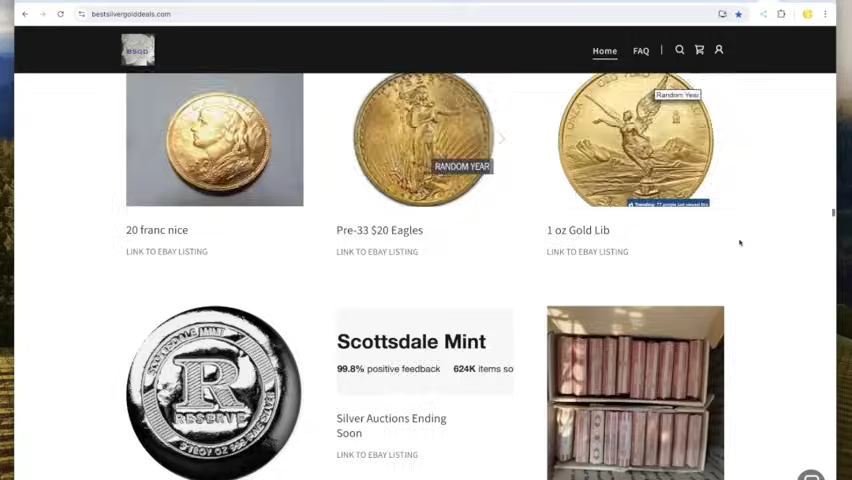 bestsilvergolddeals.com
BSGD
Home
FAQ
Random Year
RANDOM YEAR
20 franc nice
Pre-33 $20 Eagles
1 oz Gold Lib
LINK TO EBAY LISTING
LINK TO EBAY LISTING
LINK TO EBAY LISTING
SCOTTSDALE MINT
R
RESERVE
Scottsdale Mint
99.8% positive feedback
624K items so
Silver Auctions Ending
Soon
LINK TO EBAY LISTING